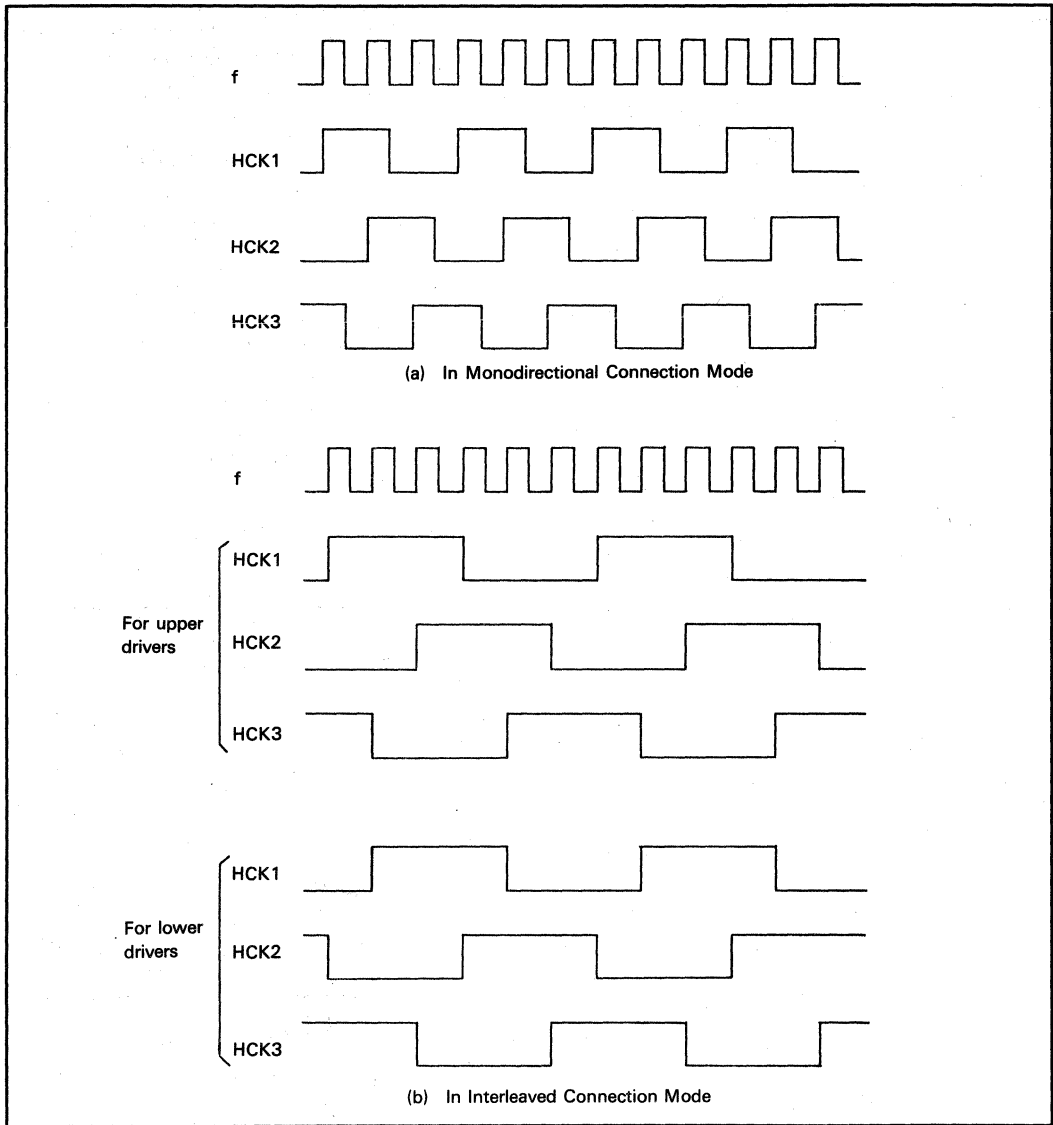 f
HCK1
HCK2
HCK3
(a) In Monodirectional Connection Mode
f
For upper
drivers
HCK1
HCK2
HCK3
For lower
drivers
HCK1
HCK2
HCK3
(b) In Interleaved Connection Mode